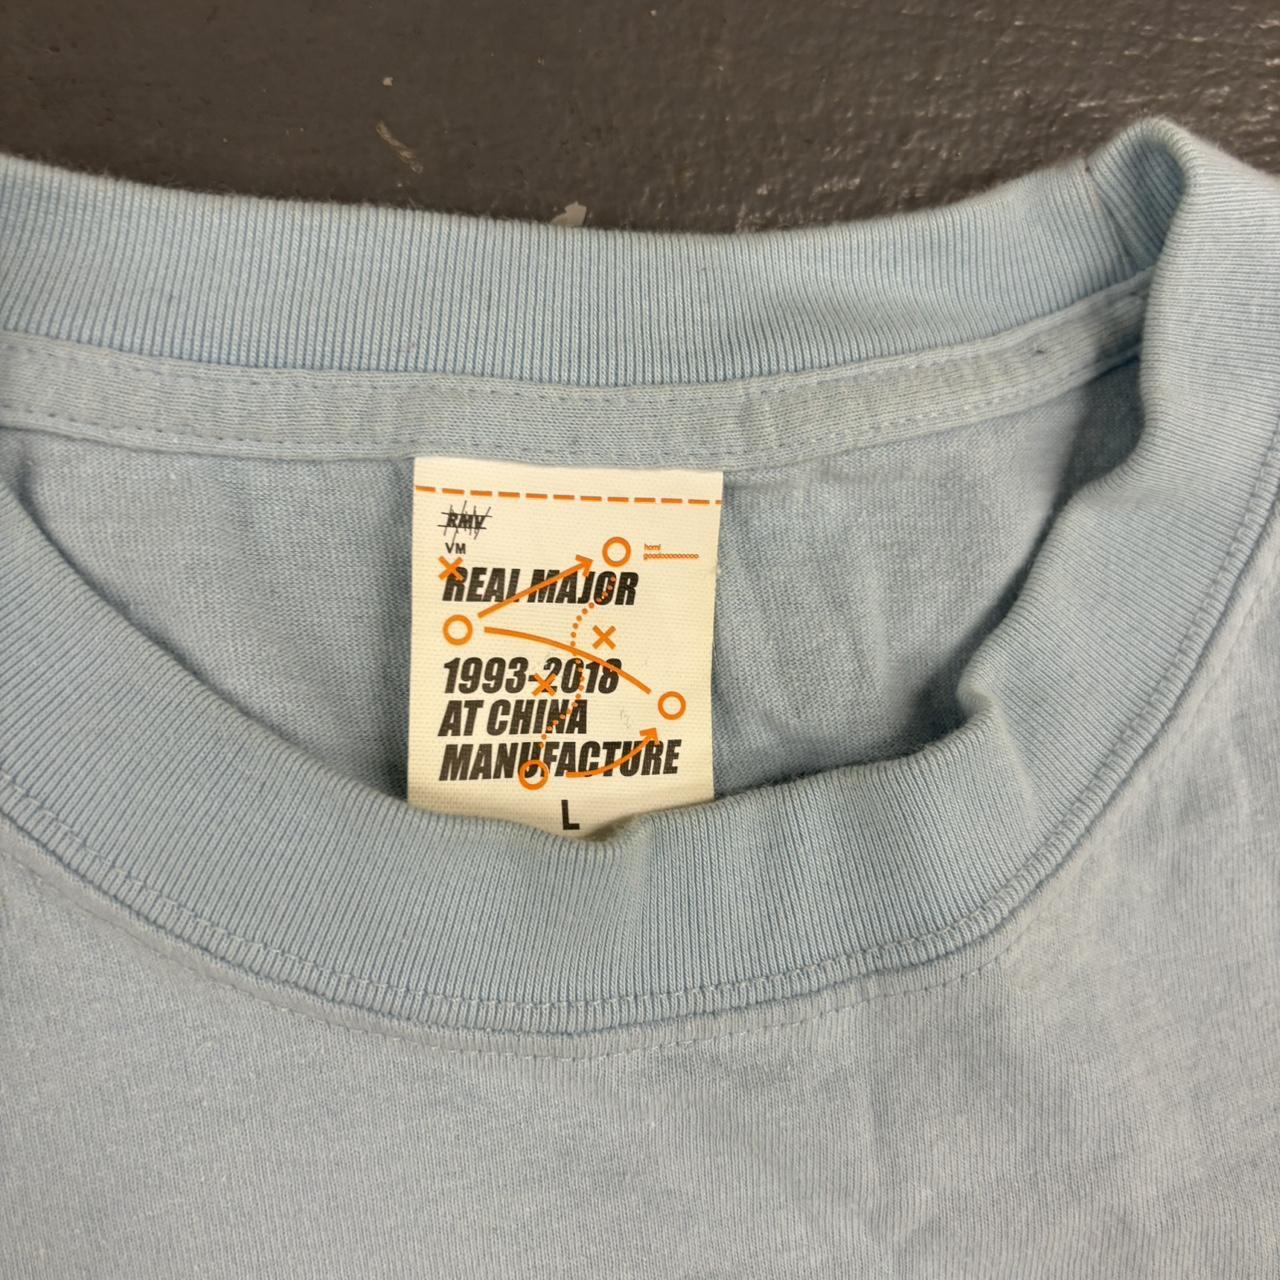 RMV
VM
REAL MAJOR
1993-2018
AT CHINA
MANUFACTURE
L